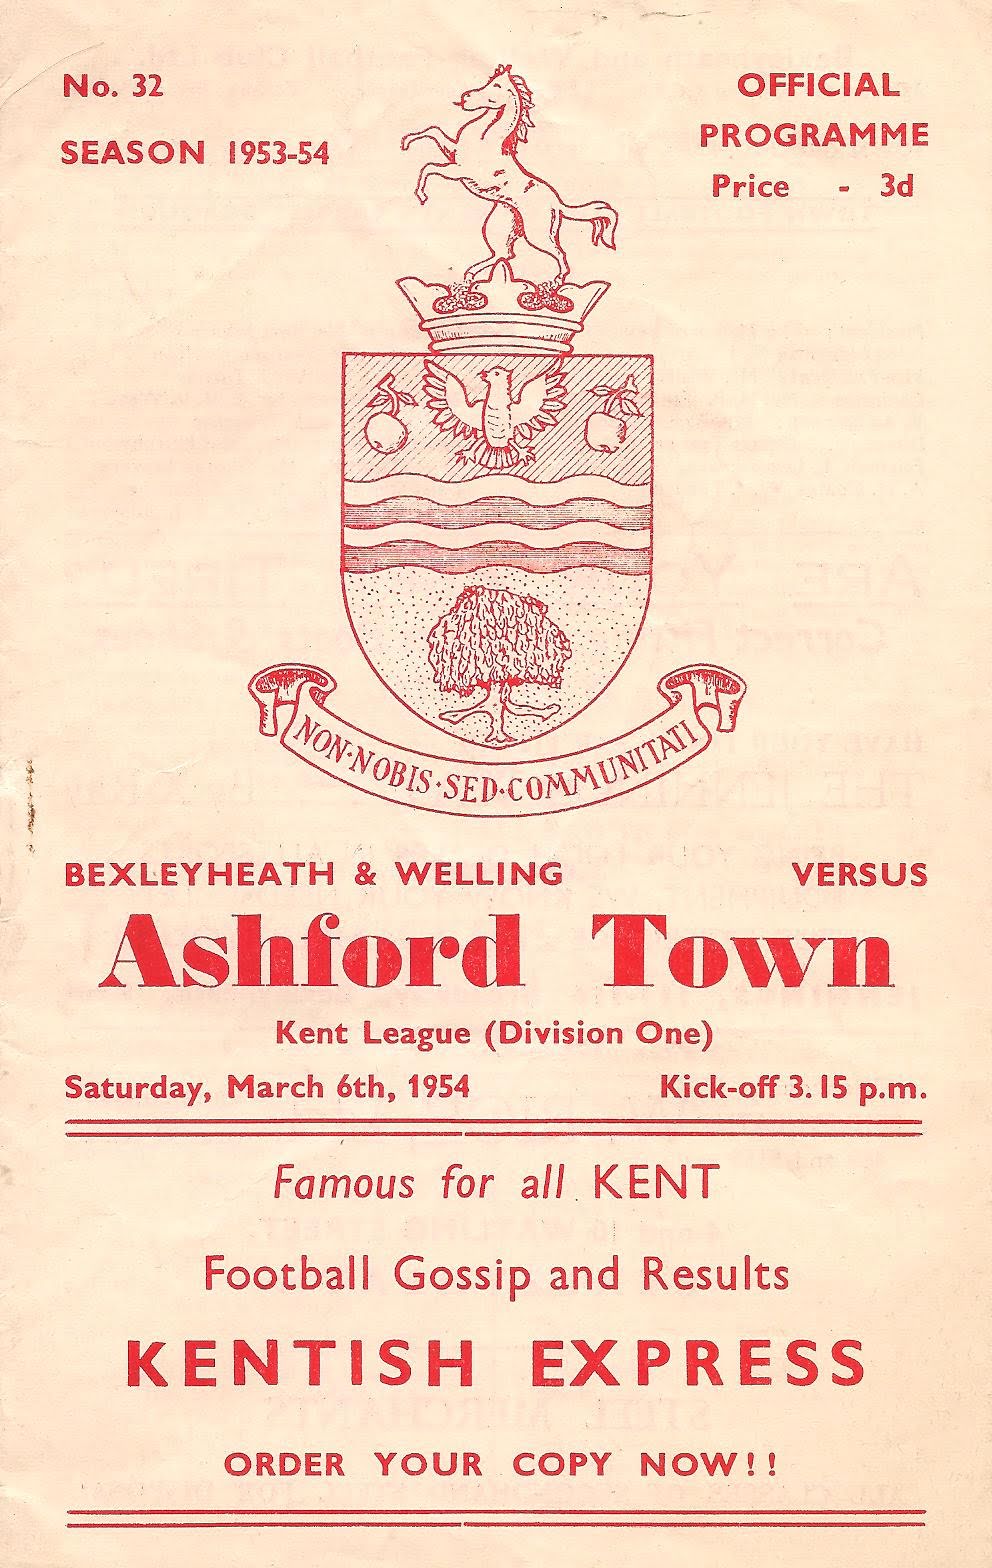 No. 32
SEASON 1953-54
OFFICIAL
PROGRAMME
Price - 3d
NON·NOBIS·SED·COMMUNITATI
BEXLEYHEATH & WELLING VERSUS
Ashford Town
Kent League (Division One)
Saturday, March 6th, 1954 Kick-off 3.15 p.m.
Famous for all KENT
Football Gossip and Results
KENTISH EXPRESS
ORDER YOUR COPY NOW!!